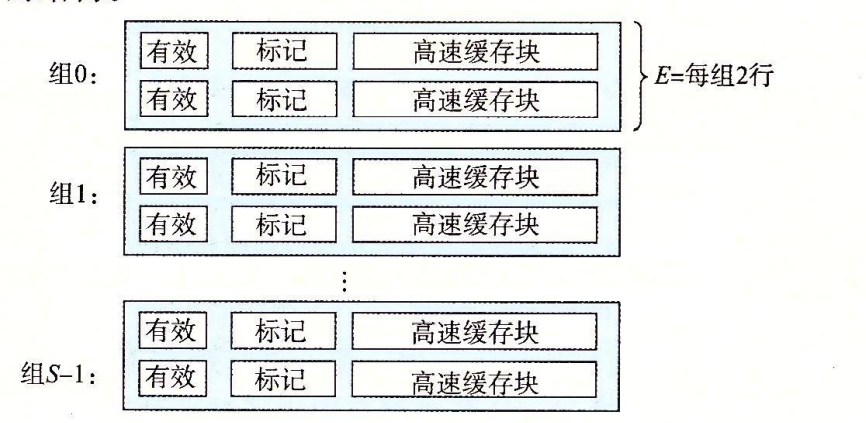 组0： 有效 标记 高速缓存块
有效 标记 高速缓存块
E=每组2行
组1： 有效 标记 高速缓存块
有效 标记 高速缓存块
⋮
组S–1： 有效 标记 高速缓存块
有效 标记 高速缓存块